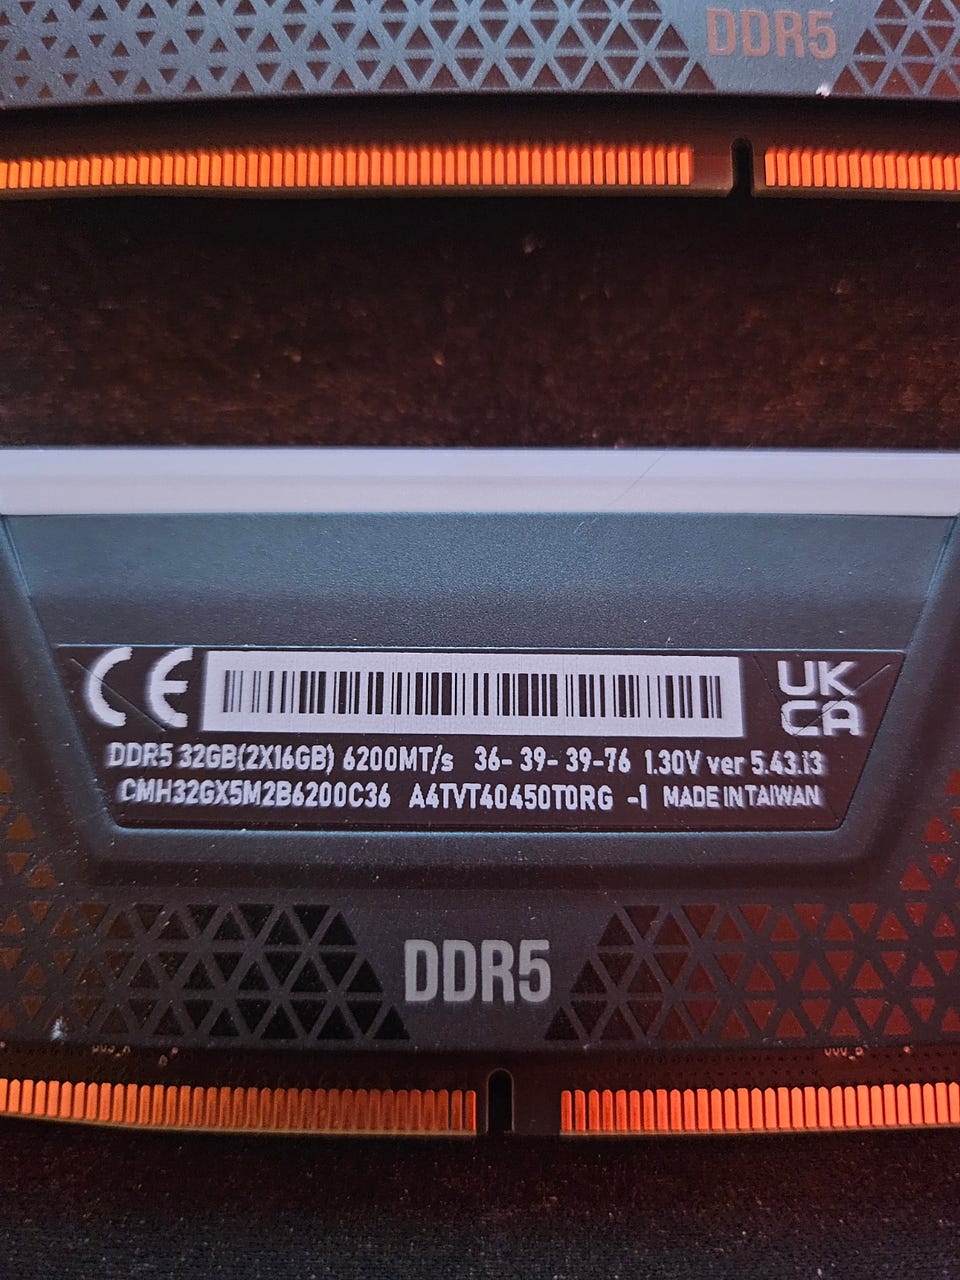 DDR5
CE
UK
CA
DDR5 32GB(2X16GB) 6200MT/s 36-39-39-76 1.30V ver 5.43.13
CMH32GX5M2B6200C36 A4TVT40450T0RG -1 MADE IN TAIWAN
DDR5